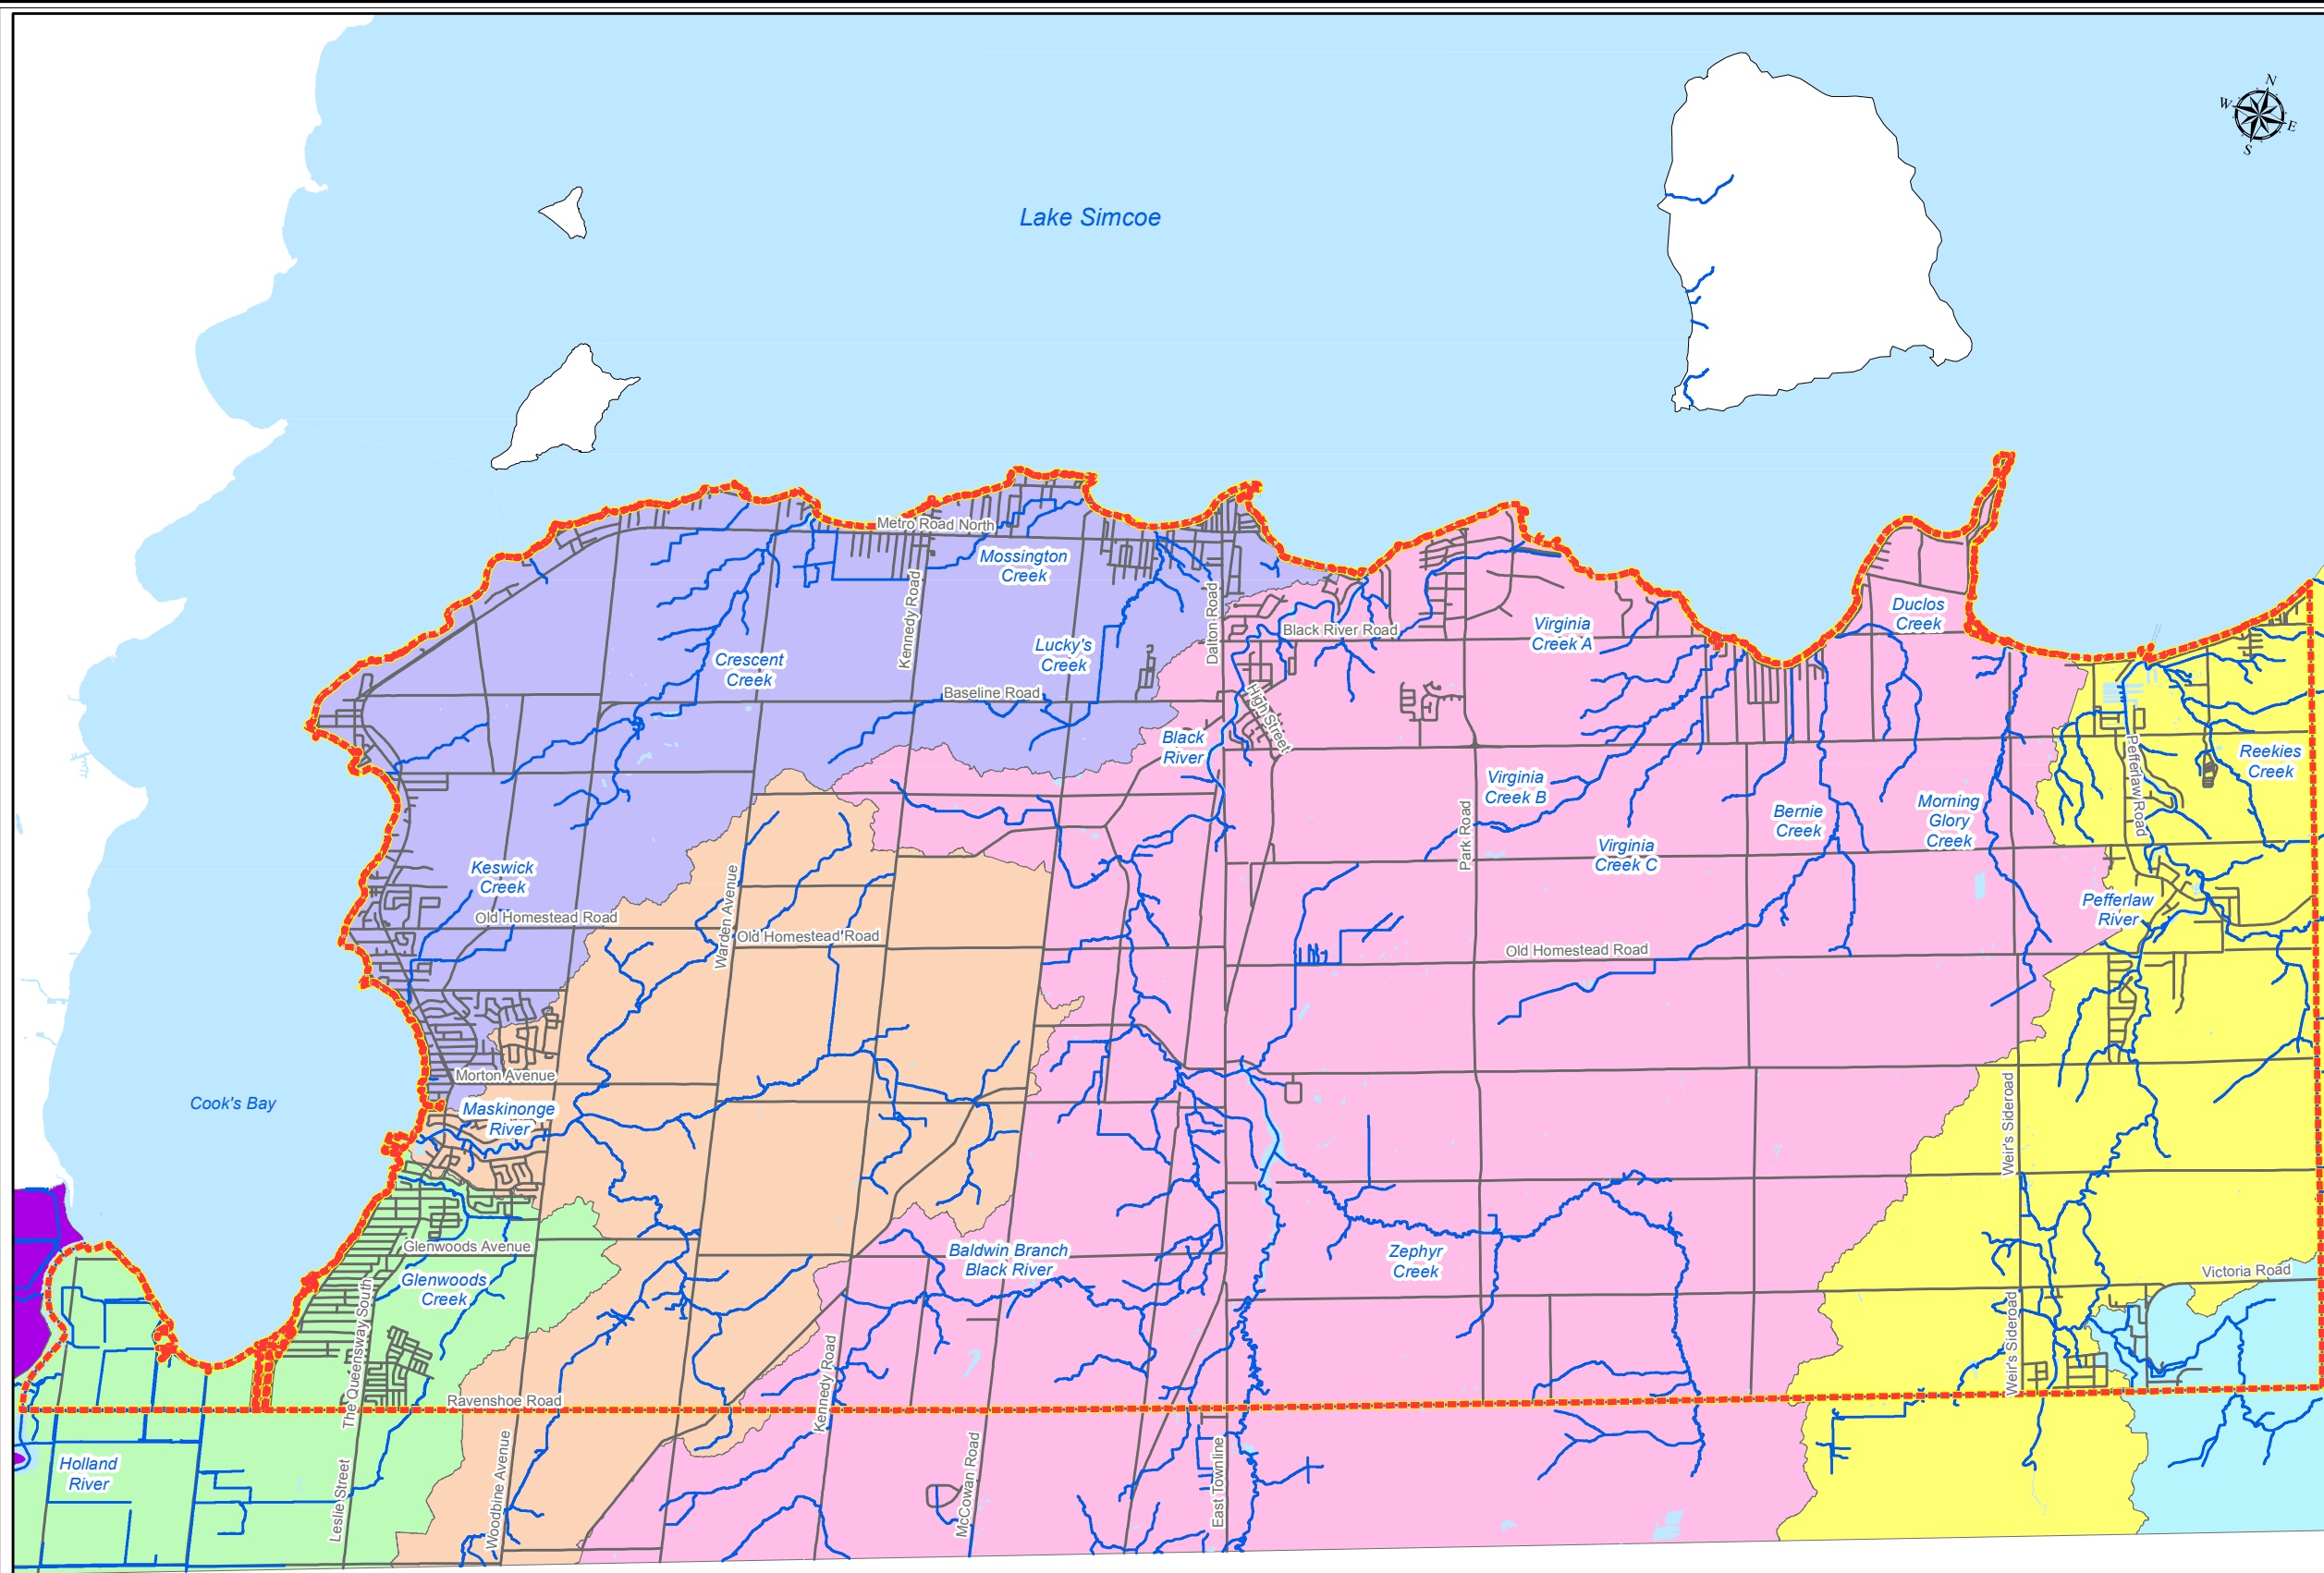 N
W
E
S
Lake Simcoe
Metro Road North
Mossington
Creek
Kennedy Road
Dalton Road
Lucky's
Creek
Crescent
Creek
Baseline Road
Black River Road
Virginia
Creek A
Duclos
Creek
High Street
Black
River
Virginia
Creek B
Park Road
Virginia
Creek C
Bernie
Creek
Morning
Glory
Creek
Pefferlaw Road
Reekies
Creek
Keswick
Creek
Old Homestead Road
Warden Avenue
Old Homestead Road
Old Homestead Road
Pefferlaw
River
Morton Avenue
Cook's Bay
Maskinonge
River
Weir's Sideroad
Glenwoods Avenue
Glenwoods
Creek
The Queensway South
Baldwin Branch
Black River
Zephyr
Creek
Victoria Road
Weir's Sideroad
Kennedy Road
Ravenshoe Road
Holland
River
Leslie Street
Woodbine Avenue
McCowan Road
East Townline